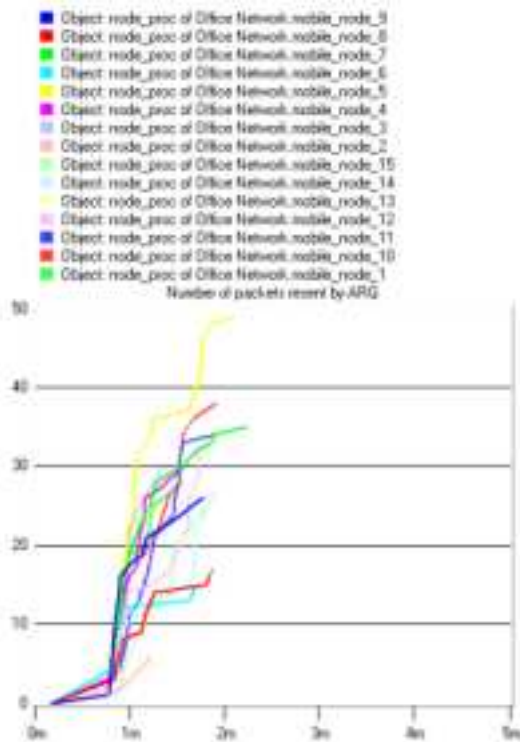 Object: node_proc of Office Network.mobile_node_9
Object: node_proc of Office Network.mobile_node_8
Object: node_proc of Office Network.mobile_node_7
Object: node_proc of Office Network.mobile_node_6
Object: node_proc of Office Network.mobile_node_5
Object: node_proc of Office Network.mobile_node_4
Object: node_proc of Office Network.mobile_node_3
Object: node_proc of Office Network.mobile_node_2
Object: node_proc of Office Network.mobile_node_15
Object: node_proc of Office Network.mobile_node_14
Object: node_proc of Office Network.mobile_node_13
Object: node_proc of Office Network.mobile_node_12
Object: node_proc of Office Network.mobile_node_11
Object: node_proc of Office Network.mobile_node_10
Object: node_proc of Office Network.mobile_node_1
Number of packets resent by ARG
50
40
30
20
10
0
0m 1m 2m 3m 4m 5m